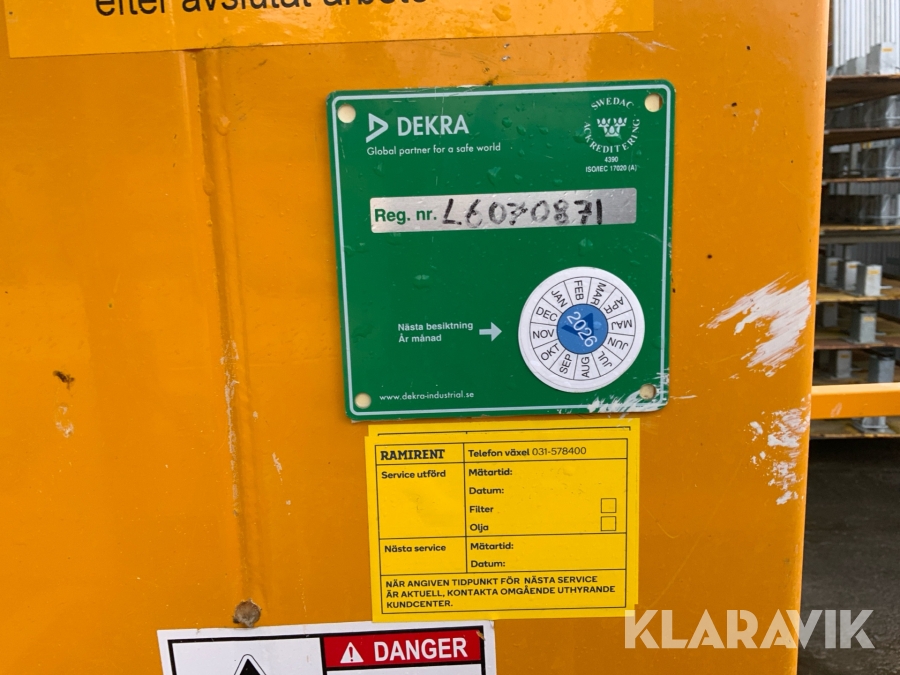 efter avslutat arbete
DEKRA
Global partner for a safe world
SWEDAC
ACKREDITERING
4390
ISO/IEC 17020 (A)
Reg. nr. L6070871
Nästa besiktning
År månad
JAN FEB MAR APR MAJ JUN JUL AUG SEP OKT NOV DEC
2026
www.dekra-industrial.se
RAMIRENT Telefon växel 031-578400
Service utförd Mätartid:
Datum:
Filter
Olja
Nästa service Mätartid:
Datum:
NÄR ANGIVEN TIDPUNKT FÖR NÄSTA SERVICE
ÄR AKTUELL, KONTAKTA OMGÅENDE UTHYRANDE
KUNDCENTER.
KLARAVIK
DANGER